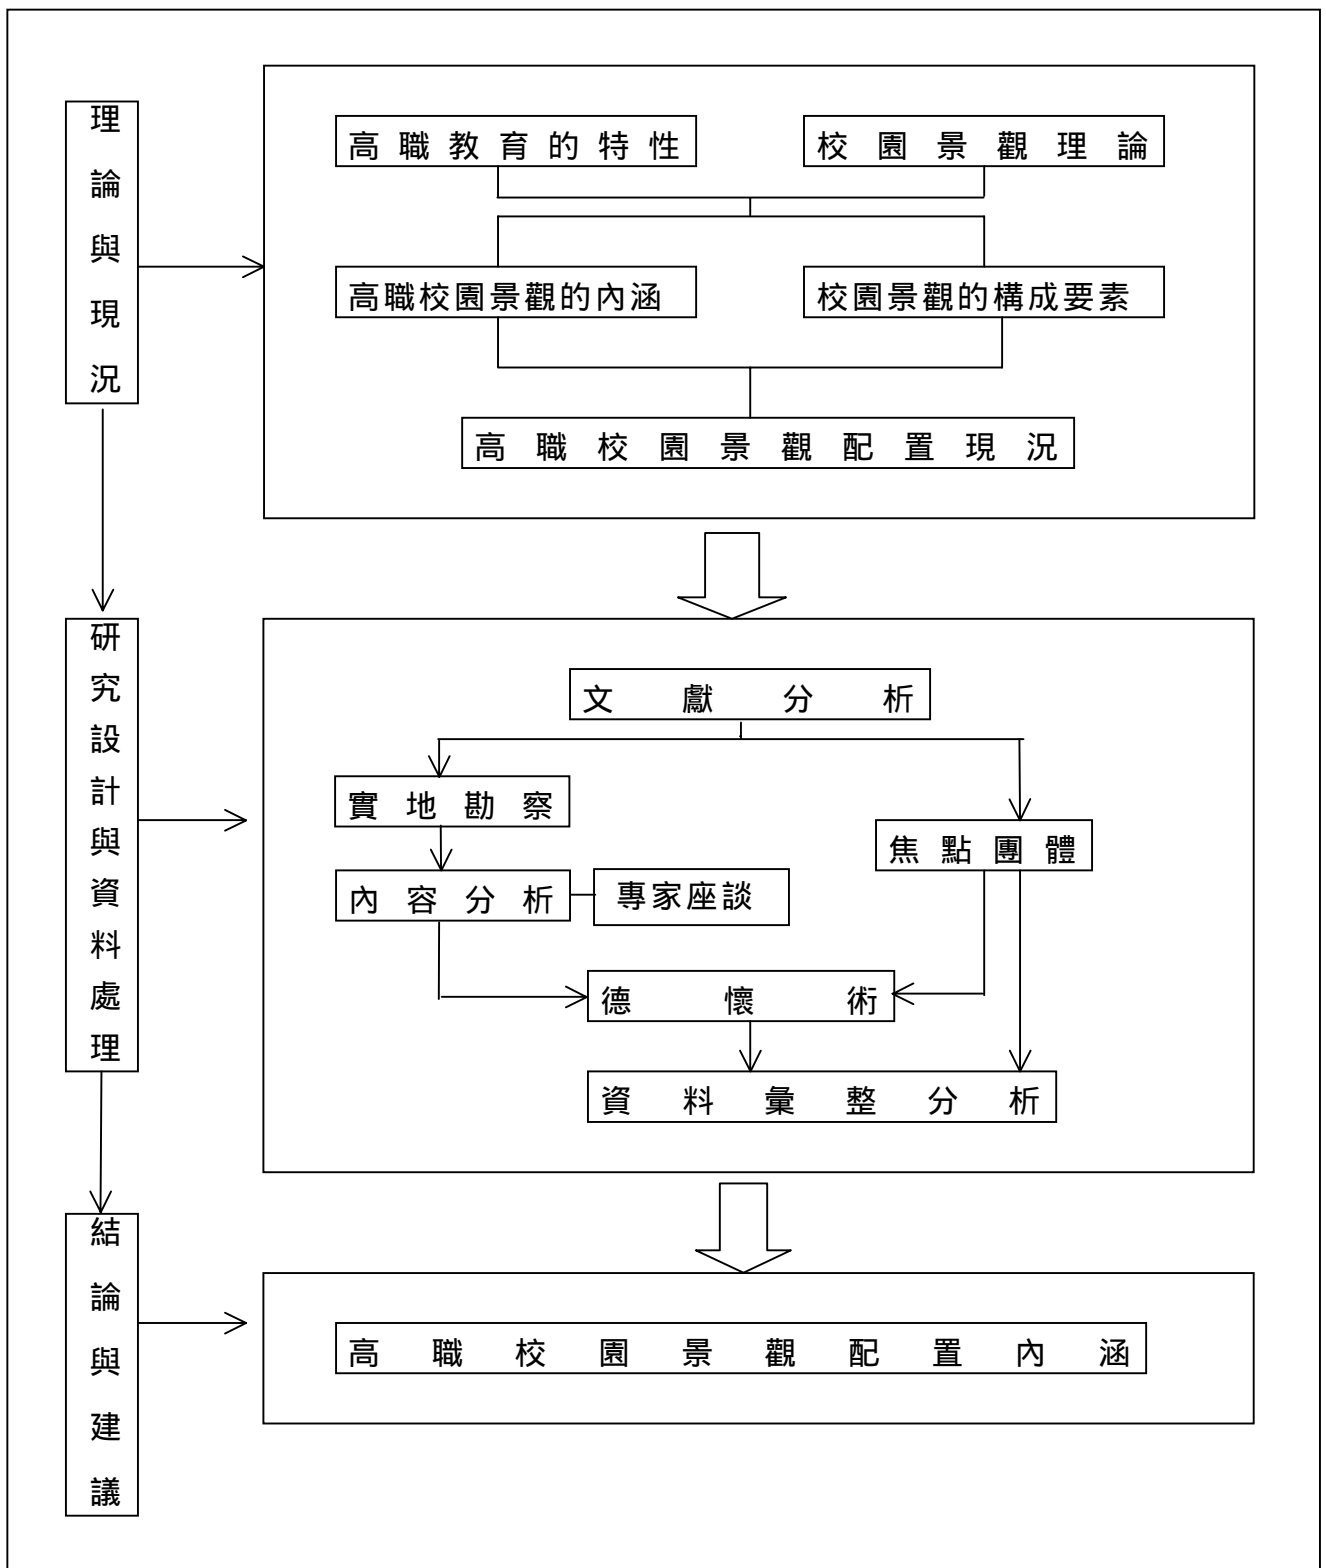 理論與現況
高職教育的特性
校園景觀理論
高職校園景觀的內涵
校園景觀的構成要素
高職校園景觀配置現況
研究設計與資料處理
文獻分析
實地勘察
焦點團體
內容分析
專家座談
德懷術
資料彙整分析
結論與建議
高職校園景觀配置內涵